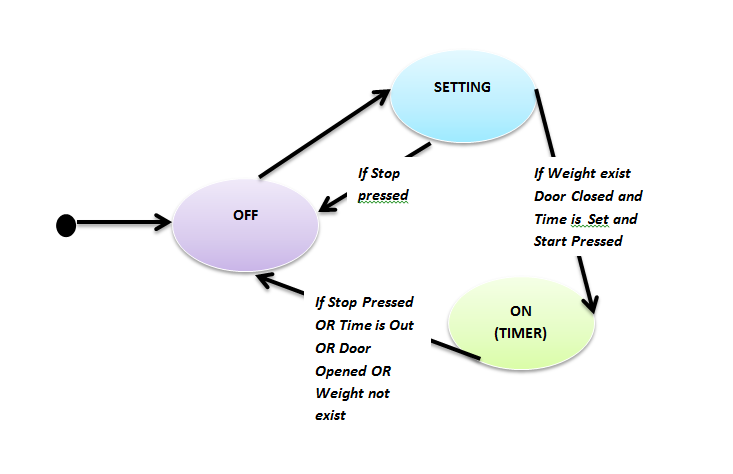 SETTING
If Stop
pressed
If Weight exist
Door Closed and
Time is Set and
Start Pressed
OFF
If Stop Pressed
OR Time is Out
OR Door
Opened OR
Weight not
exist
ON
(TIMER)